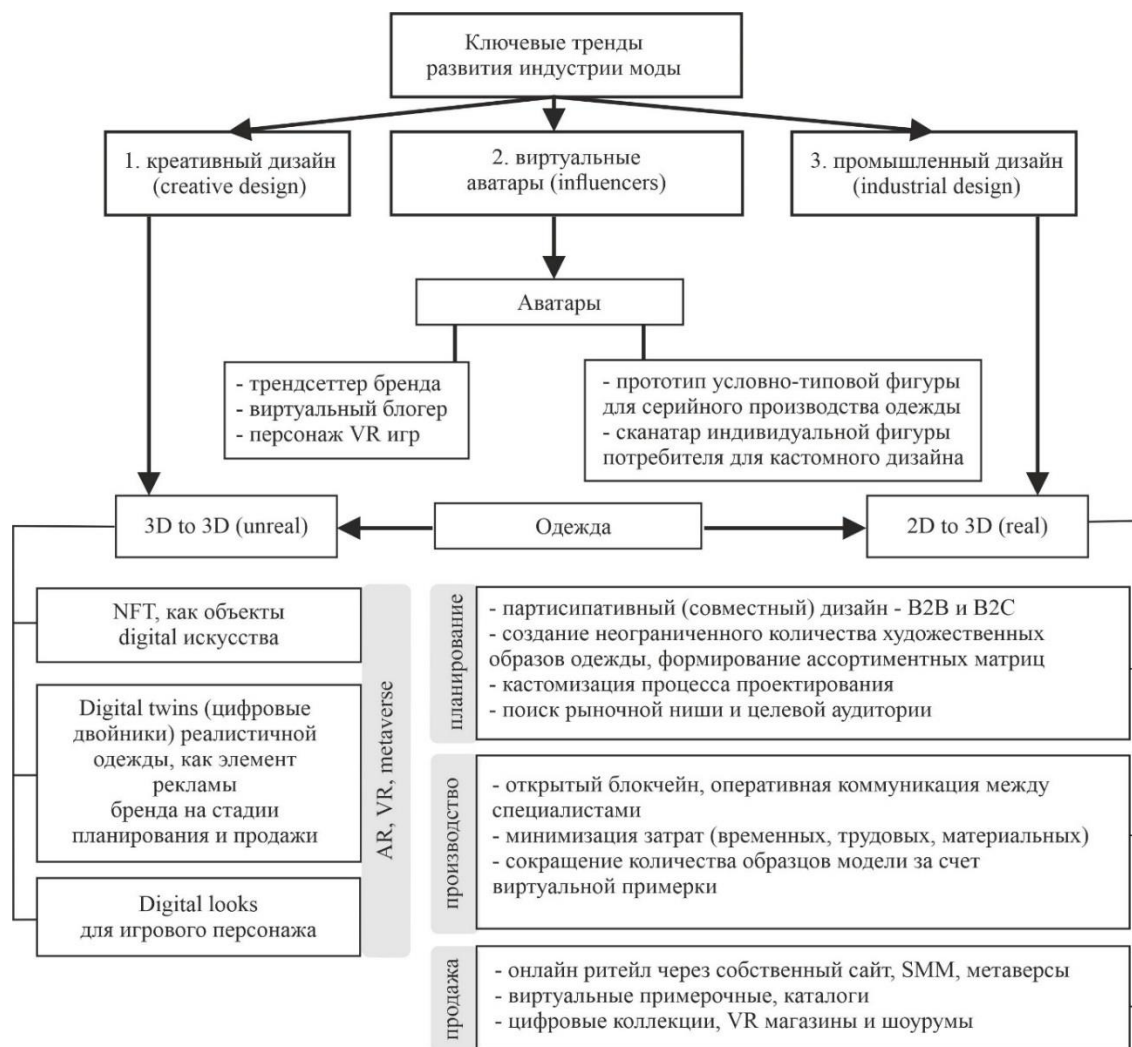 Ключевые тренды
развития индустрии моды
1. креативный дизайн
(creative design)
2. виртуальные
аватары (influencers)
3. промышленный дизайн
(industrial design)
Аватары
- трендсеттер бренда
- виртуальный блогер
- персонаж VR игр
- прототип условно-типовой фигуры
для серийного производства одежды
- сканатар индивидуальной фигуры
потребителя для кастомного дизайна
3D to 3D (unreal)
Одежда
2D to 3D (real)
NFT, как объекты
digital искусства
Digital twins (цифровые
двойники) реалистичной
одежды, как элемент
рекламы
бренда на стадии
планирования и продажи
Digital looks
для игрового персонажа
AR, VR, metaverse
планирование
- партисипативный (совместный) дизайн - B2B и B2C
- создание неограниченного количества художественных
образов одежды, формирование ассортиментных матриц
- кастомизация процесса проектирования
- поиск рыночной ниши и целевой аудитории
производство
- открытый блокчейн, оперативная коммуникация между
специалистами
- минимизация затрат (временных, трудовых, материальных)
- сокращение количества образцов модели за счет
виртуальной примерки
продажа
- онлайн ритейл через собственный сайт, SMM, метаверсы
- виртуальные примерочные, каталоги
- цифровые коллекции, VR магазины и шоурумы